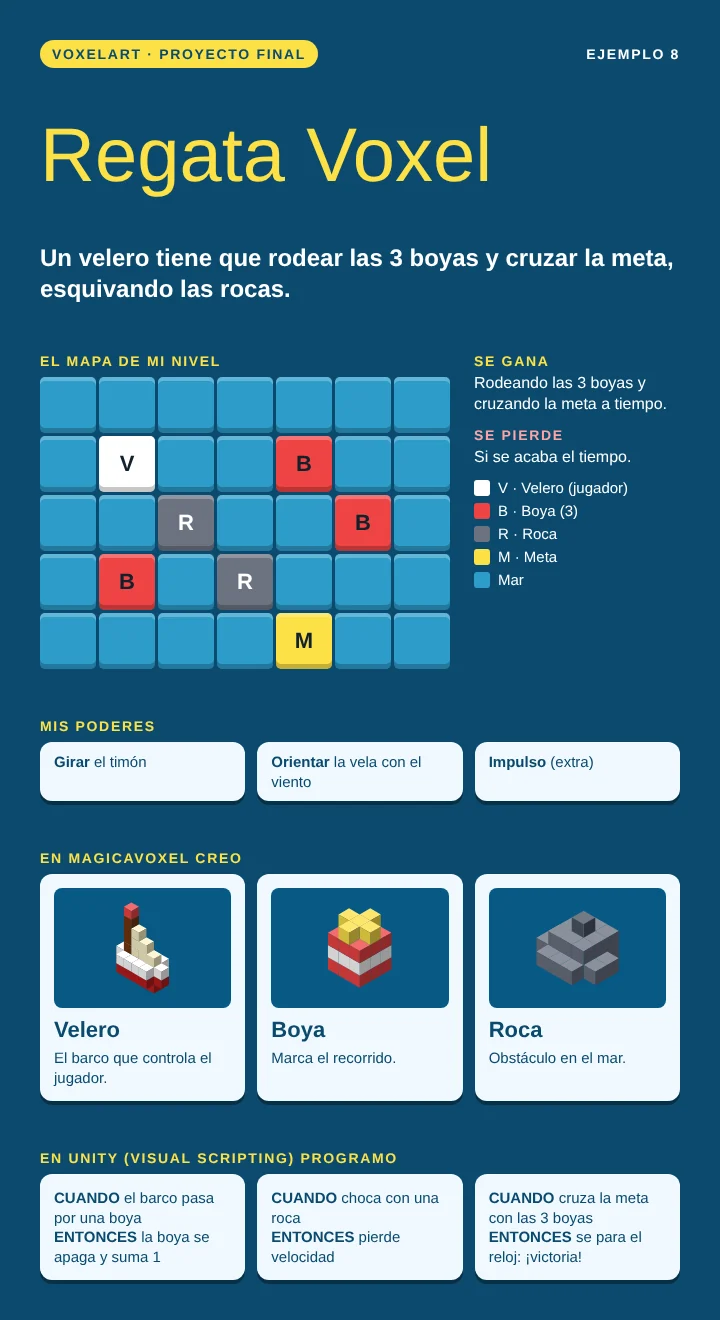 VOXELART · PROYECTO FINAL
EJEMPLO 8
Regata Voxel
Un velero tiene que rodear las 3 boyas y cruzar la meta,
esquivando las rocas.
EL MAPA DE MI NIVEL
V
B
R
B
B
R
M
SE GANA
Rodeando las 3 boyas y
cruzando la meta a tiempo.
SE PIERDE
Si se acaba el tiempo.
V · Velero (jugador)
B · Boya (3)
R · Roca
M · Meta
Mar
MIS PODERES
Girar el timón
Orientar la vela con el
viento
Impulso (extra)
EN MAGICAVOXEL CREO
Velero
El barco que controla el
jugador.
Boya
Marca el recorrido.
Roca
Obstáculo en el mar.
EN UNITY (VISUAL SCRIPTING) PROGRAMO
CUANDO el barco pasa
por una boya
ENTONCES la boya se
apaga y suma 1
CUANDO choca con una
roca
ENTONCES pierde
velocidad
CUANDO cruza la meta
con las 3 boyas
ENTONCES se para el
reloj: ¡victoria!